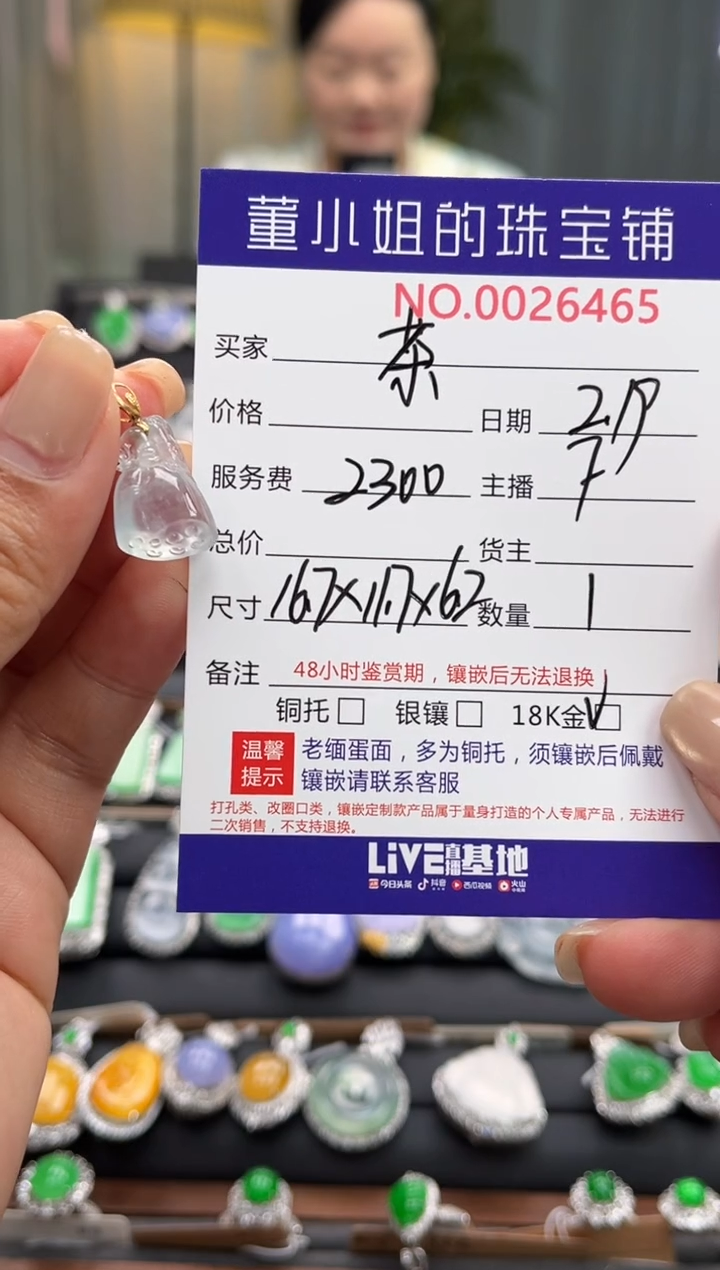 董小姐的珠宝铺
NO.0026465
买家 茶
价格 日期
服务费 2300 主播
总价 货主
尺寸 16.7×11.7×6.2 数量 1
备注 48小时鉴赏期，镶嵌后无法退换
铜托 □ 银镶 □ 18K金 □ √
温馨提示 老缅蛋面，多为铜托，须镶嵌后佩戴
镶嵌请联系客服
打孔类、改圈口类，镶嵌定制款产品属于量身打造的个人专属产品，无法进行
二次销售，不支持退换。
LiVE直播基地
今日头条 抖音 西瓜视频 火山小视频